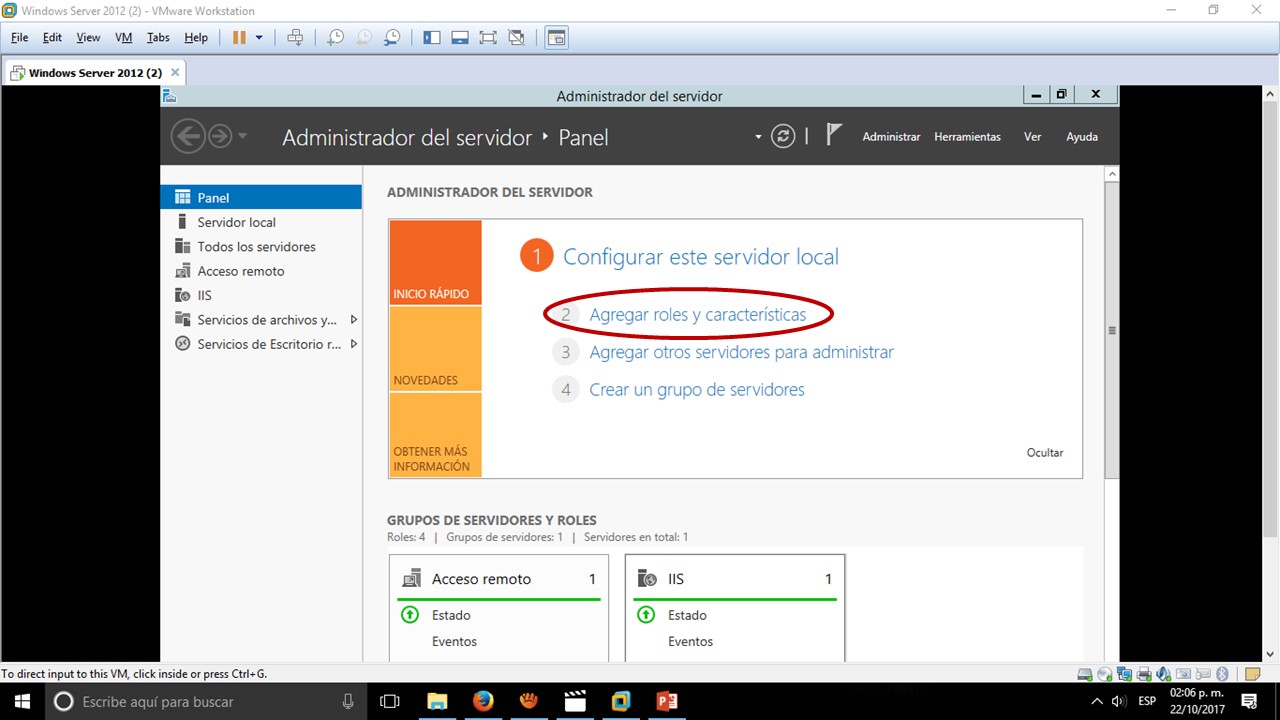 Windows Server 2012 (2) - VMware Workstation
File Edit View VM Tabs Help
Windows Server 2012 (2)
Administrador del servidor
Administrador del servidor Panel
Administrar Herramientas Ver Ayuda
Panel
Servidor local
Todos los servidores
Acceso remoto
IIS
Servicios de archivos y...
Servicios de Escritorio r...
ADMINISTRADOR DEL SERVIDOR
INICIO RÁPIDO
NOVEDADES
OBTENER MÁS
INFORMACIÓN
1 Configurar este servidor local
2 Agregar roles y características
3 Agregar otros servidores para administrar
4 Crear un grupo de servidores
Ocultar
GRUPOS DE SERVIDORES Y ROLES
Roles: 4 | Grupos de servidores: 1 | Servidores en total: 1
Acceso remoto 1
Estado
Eventos
IIS 1
Estado
Eventos
To direct input to this VM, click inside or press Ctrl+G.
Escribe aquí para buscar
ESP
02:06 p. m.
22/10/2017